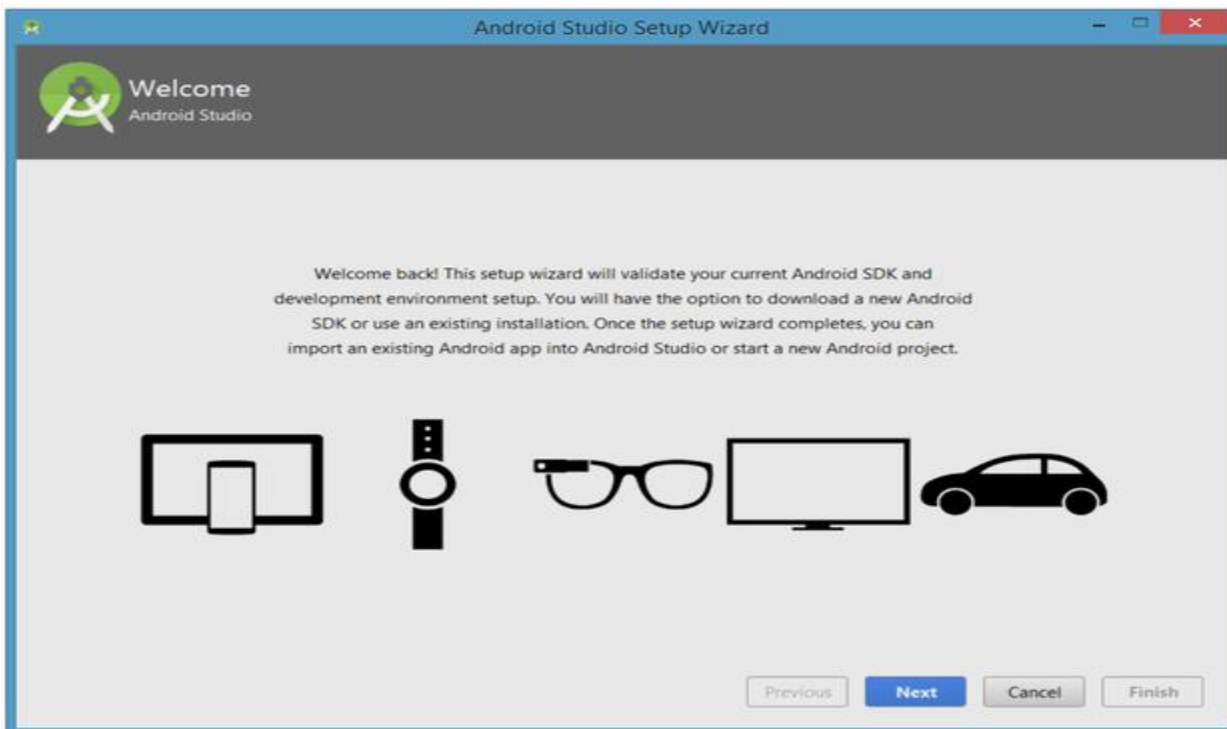 Android Studio Setup Wizard
Welcome
Android Studio
Welcome back! This setup wizard will validate your current Android SDK and
development environment setup. You will have the option to download a new Android
SDK or use an existing installation. Once the setup wizard completes, you can
import an existing Android app into Android Studio or start a new Android project.
Previous Next Cancel Finish